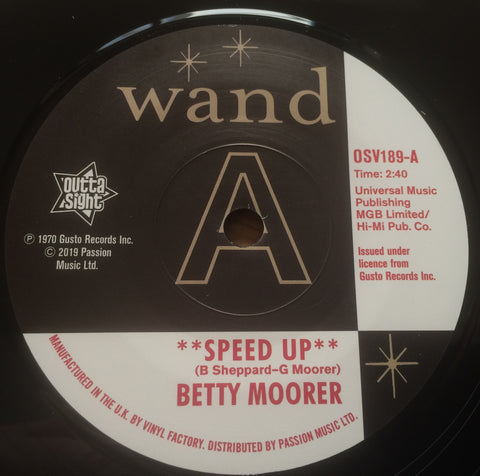 wand
A
outta
sight
℗ 1970 Gusto Records Inc.
© 2019 Passion
Music Ltd.
OSV189-A
Time: 2:40
Universal Music
Publishing
MGB Limited/
Hi-Mi Pub. Co.
Issued under
licence from
Gusto Records Inc.
**SPEED UP**
(B Sheppard–G Moorer)
BETTY MOORER
MANUFACTURED IN THE U.K. BY VINYL FACTORY. DISTRIBUTED BY PASSION MUSIC LTD.